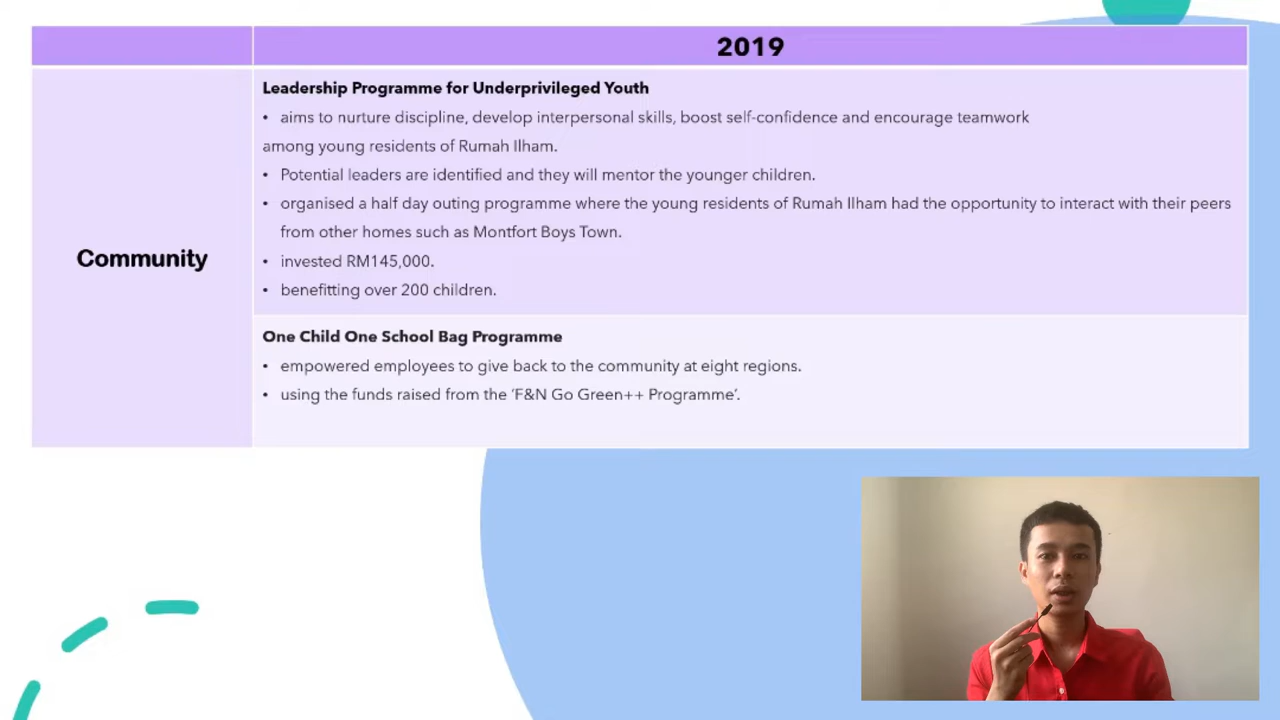 2019
Community
Leadership Programme for Underprivileged Youth
• aims to nurture discipline, develop interpersonal skills, boost self-confidence and encourage teamwork
among young residents of Rumah Ilham.
• Potential leaders are identified and they will mentor the younger children.
• organised a half day outing programme where the young residents of Rumah Ilham had the opportunity to interact with their peers
from other homes such as Montfort Boys Town.
• invested RM145,000.
• benefitting over 200 children.
One Child One School Bag Programme
• empowered employees to give back to the community at eight regions.
• using the funds raised from the ‘F&N Go Green++ Programme’.